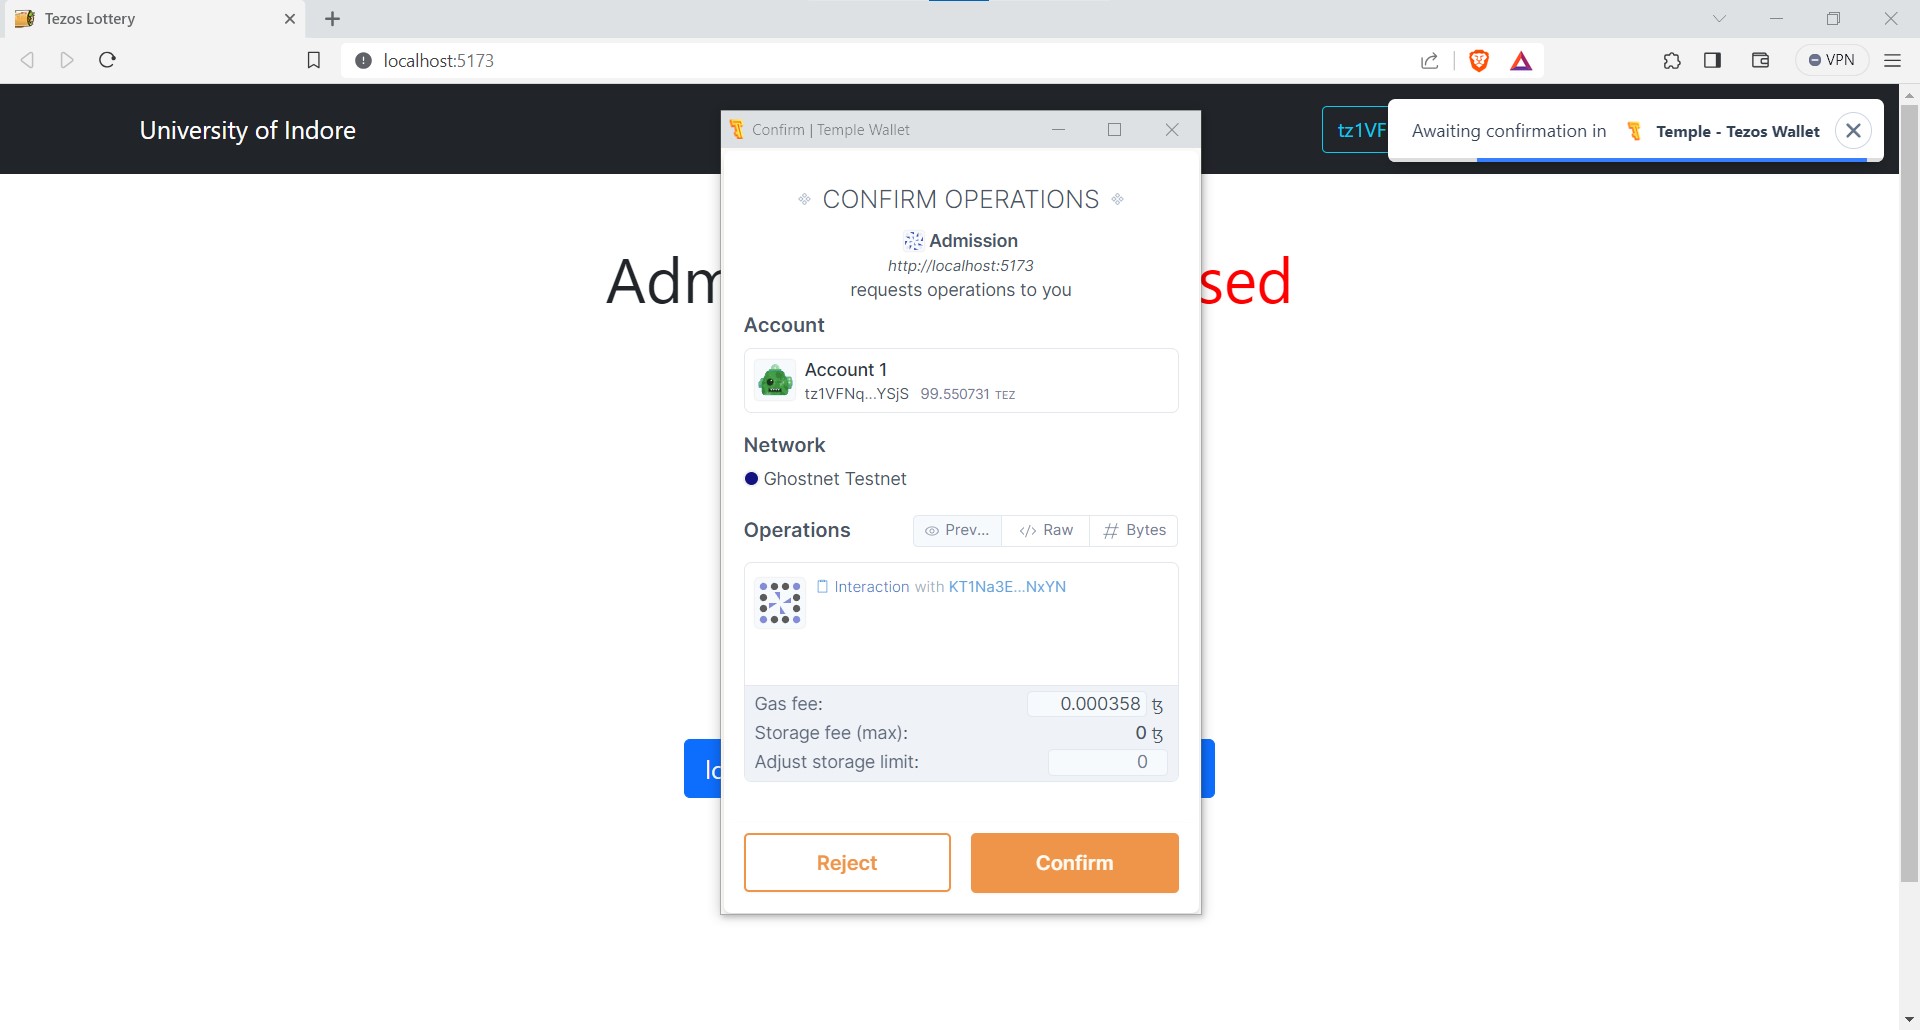 Tezos Lottery
localhost:5173
VPN
University of Indore
tz1VF
Awaiting confirmation in Temple - Tezos Wallet
Confirm | Temple Wallet
CONFIRM OPERATIONS
Admission
http://localhost:5173
requests operations to you
Adm
sed
Account
Account 1
tz1VFNq...YSjS 99.550731 TEZ
Network
Ghostnet Testnet
Operations
Prev... </> Raw # Bytes
Interaction with KT1Na3E...NxYN
Gas fee: 0.000358 ꜩ
Storage fee (max): 0 ꜩ
Adjust storage limit: 0
Reject Confirm